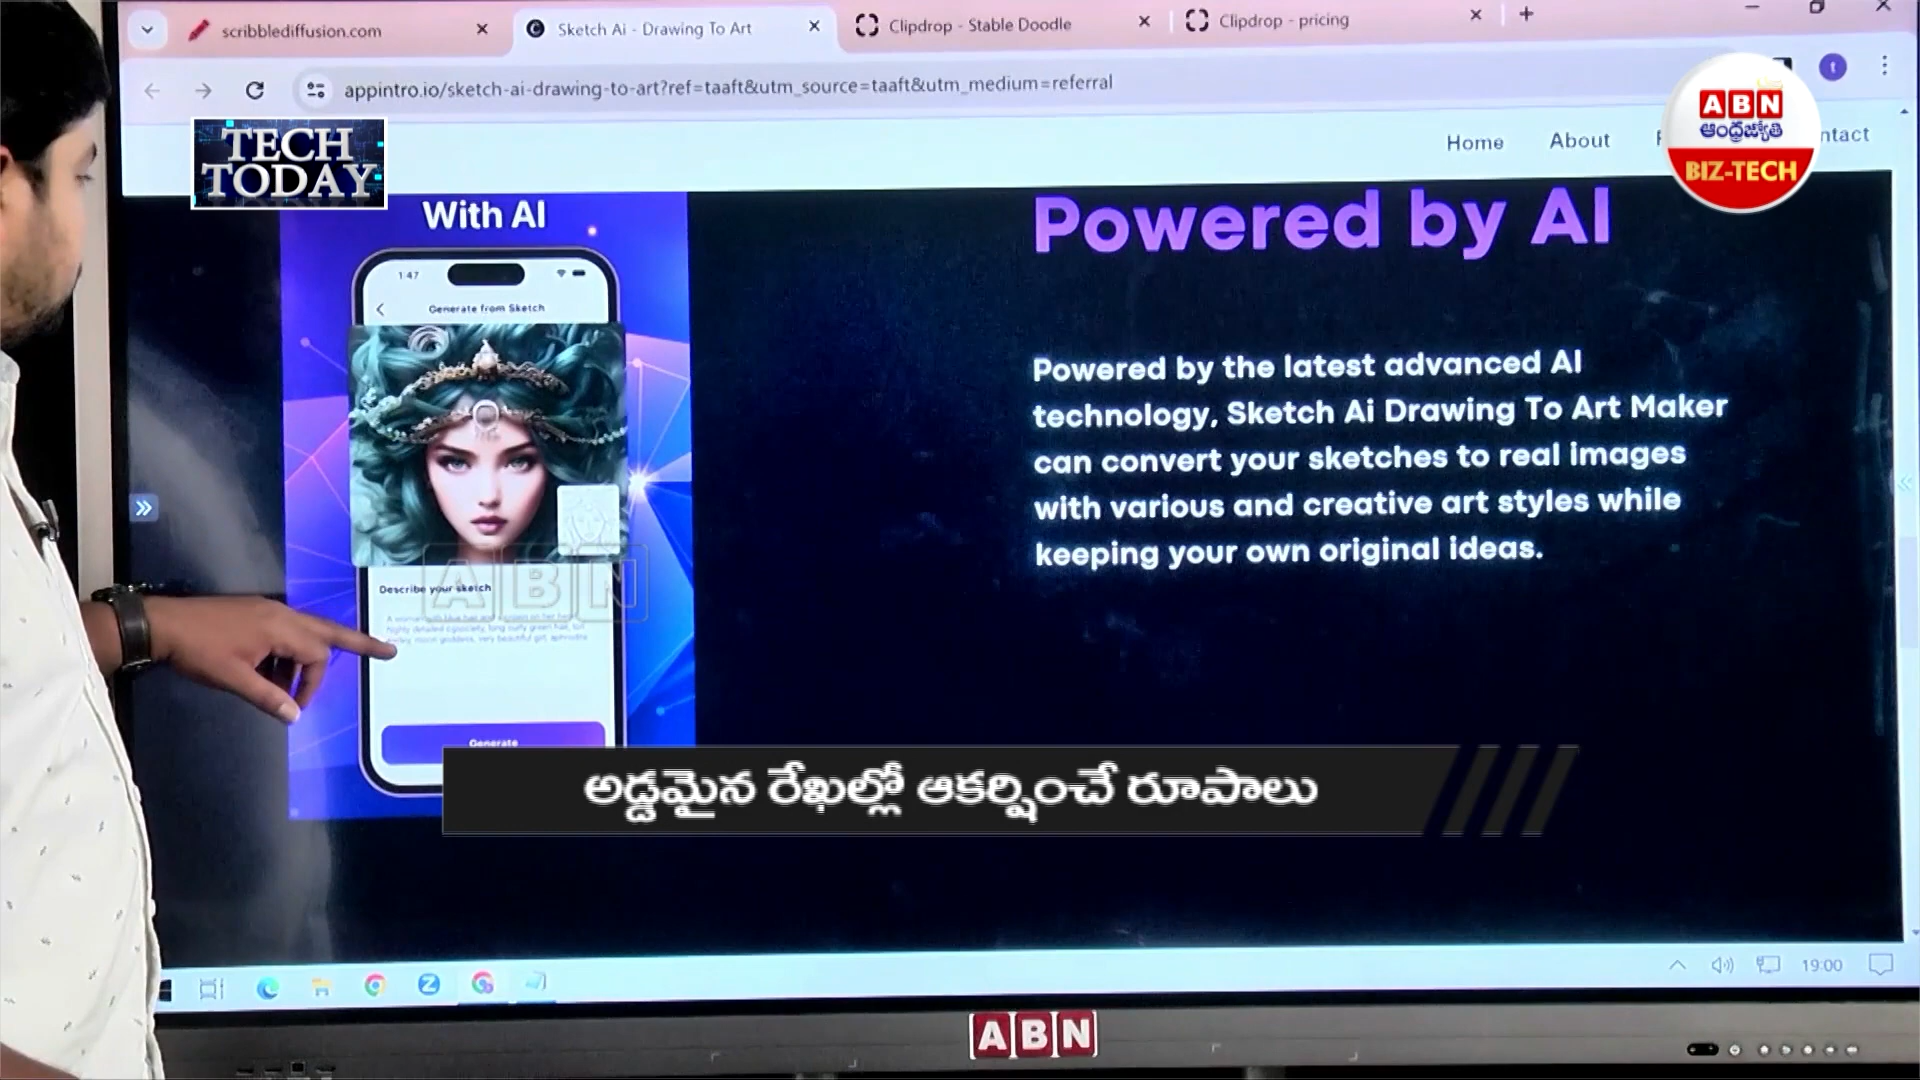 scribblediffusion.com
Sketch Ai - Drawing To Art
Clipdrop - Stable Doodle
Clipdrop - pricing
appintro.io/sketch-ai-drawing-to-art?ref=taaft&utm_source=taaft&utm_medium=referral
t
TECH
TODAY
Home
About
ABN
ఆంధ్రజ్యోతి
BIZ-TECH
With AI
1:47
Generate from Sketch
Powered by AI
Powered by the latest advanced AI
technology, Sketch Ai Drawing To Art Maker
can convert your sketches to real images
with various and creative art styles while
keeping your own original ideas.
ABN
Describe your sketch
Generate
అడ్డమైన రేఖల్లో ఆకర్షించే రూపాలు
19:00
ABN